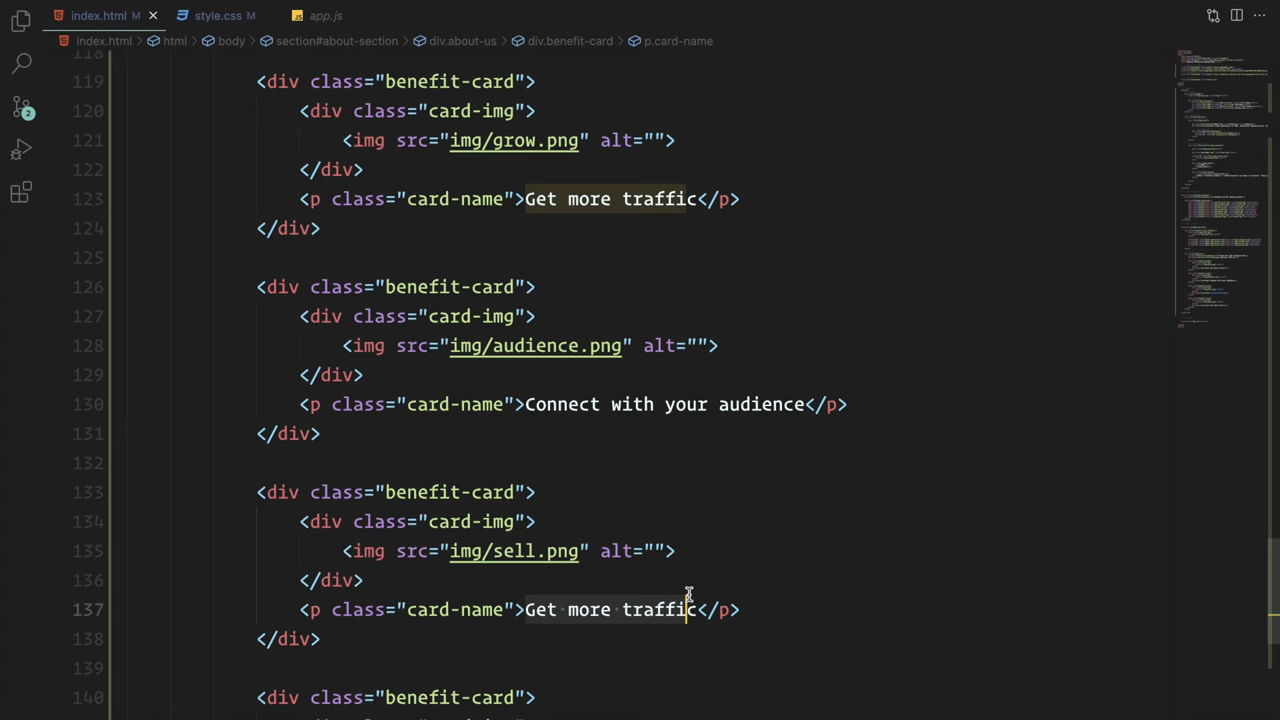 index.html M
style.css M
JS app.js
index.html > html > body > section#about-section > div.about-us > div.benefit-card > p.card-name
2
118
119 <div class="benefit-card">
120 <div class="card-img">
121 <img src="img/grow.png" alt="">
122 </div>
123 <p class="card-name">Get more traffic</p>
124 </div>
125
126 <div class="benefit-card">
127 <div class="card-img">
128 <img src="img/audience.png" alt="">
129 </div>
130 <p class="card-name">Connect with your audience</p>
131 </div>
132
133 <div class="benefit-card">
134 <div class="card-img">
135 <img src="img/sell.png" alt="">
136 </div>
137 <p class="card-name">Get more traffic</p>
138 </div>
139
140 <div class="benefit-card">